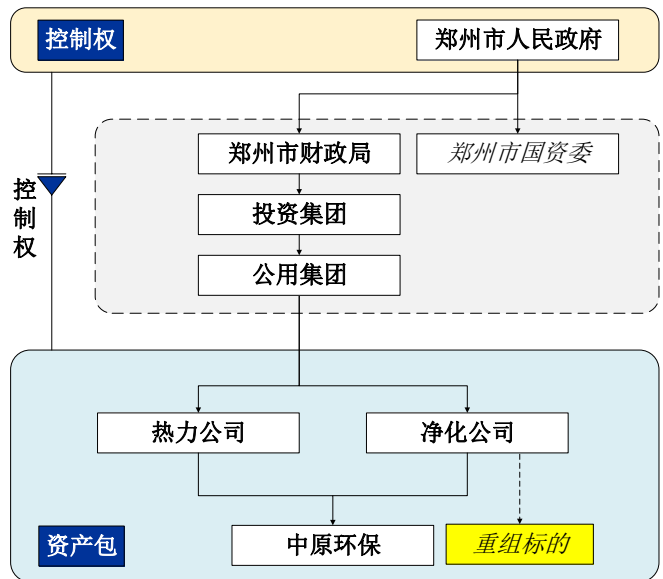 控制权
郑州市人民政府
郑州市财政局
郑州市国资委
控制权
投资集团
公用集团
热力公司
净化公司
资产包
中原环保
重组标的